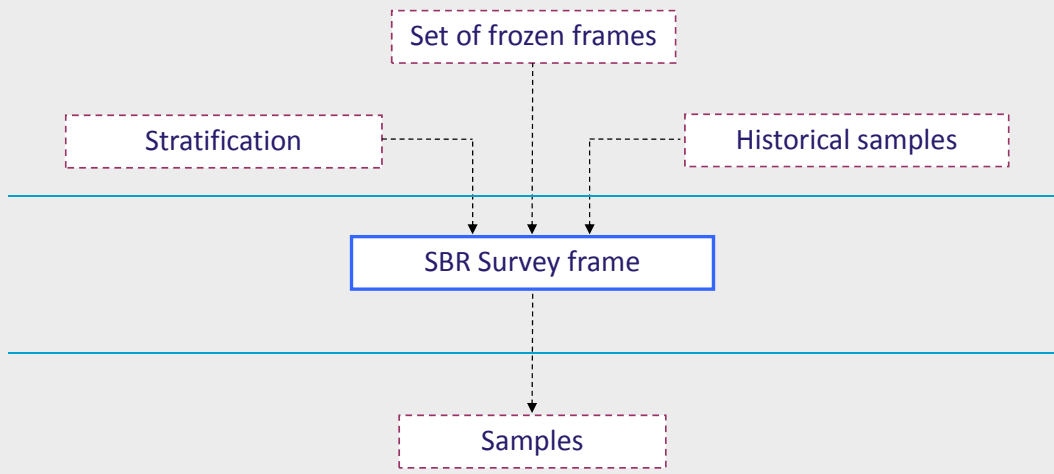 Set of frozen frames
Stratification
Historical samples
SBR Survey frame
Samples